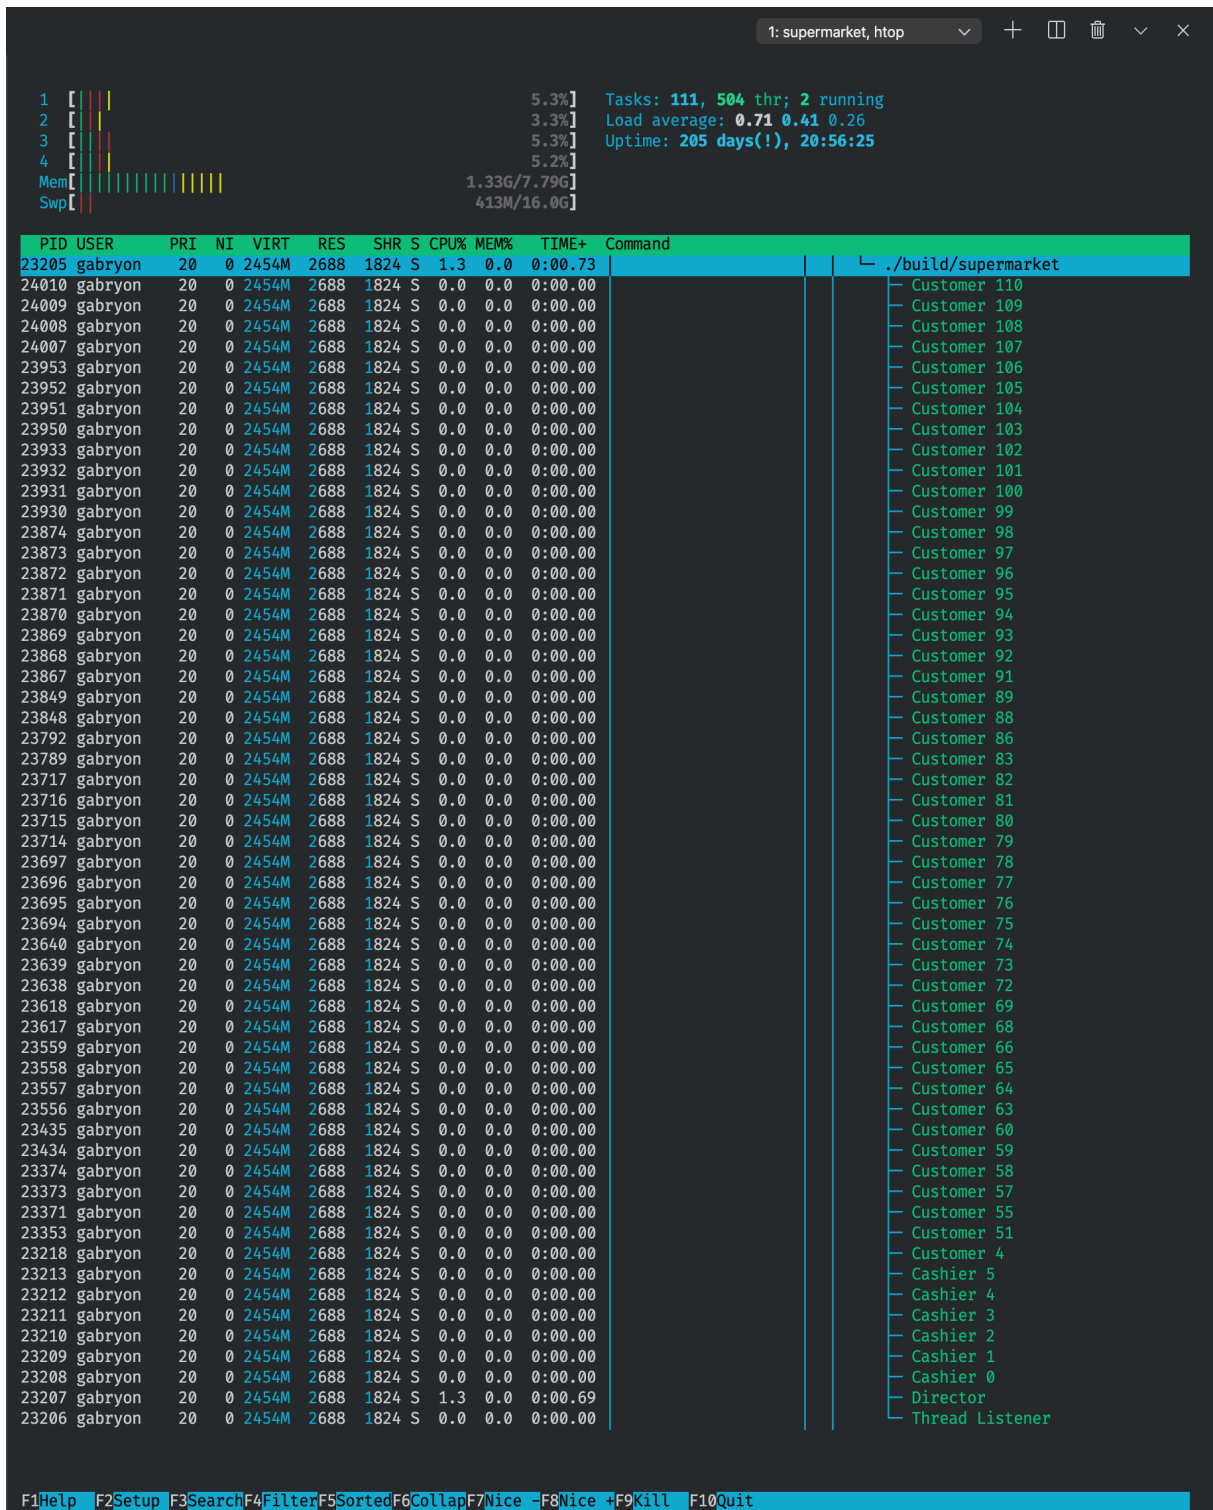 1: supermarket, htop
1 [|||| 5.3%] Tasks: 111, 504 thr; 2 running
2 [||| 3.3%] Load average: 0.71 0.41 0.26
3 [|||| 5.3%] Uptime: 205 days(!), 20:56:25
4 [|||| 5.2%]
Mem[|||||||||||||||| 1.33G/7.79G]
Swp[|| 413M/16.0G]
PID USER PRI NI VIRT RES SHR S CPU% MEM% TIME+ Command
23205 gabryon 20 0 2454M 2688 1824 S 1.3 0.0 0:00.73 │ │ │ └─ ./build/supermarket
24010 gabryon 20 0 2454M 2688 1824 S 0.0 0.0 0:00.00 │ │ │ ├─ Customer 110
24009 gabryon 20 0 2454M 2688 1824 S 0.0 0.0 0:00.00 │ │ │ ├─ Customer 109
24008 gabryon 20 0 2454M 2688 1824 S 0.0 0.0 0:00.00 │ │ │ ├─ Customer 108
24007 gabryon 20 0 2454M 2688 1824 S 0.0 0.0 0:00.00 │ │ │ ├─ Customer 107
23953 gabryon 20 0 2454M 2688 1824 S 0.0 0.0 0:00.00 │ │ │ ├─ Customer 106
23952 gabryon 20 0 2454M 2688 1824 S 0.0 0.0 0:00.00 │ │ │ ├─ Customer 105
23951 gabryon 20 0 2454M 2688 1824 S 0.0 0.0 0:00.00 │ │ │ ├─ Customer 104
23950 gabryon 20 0 2454M 2688 1824 S 0.0 0.0 0:00.00 │ │ │ ├─ Customer 103
23933 gabryon 20 0 2454M 2688 1824 S 0.0 0.0 0:00.00 │ │ │ ├─ Customer 102
23932 gabryon 20 0 2454M 2688 1824 S 0.0 0.0 0:00.00 │ │ │ ├─ Customer 101
23931 gabryon 20 0 2454M 2688 1824 S 0.0 0.0 0:00.00 │ │ │ ├─ Customer 100
23930 gabryon 20 0 2454M 2688 1824 S 0.0 0.0 0:00.00 │ │ │ ├─ Customer 99
23874 gabryon 20 0 2454M 2688 1824 S 0.0 0.0 0:00.00 │ │ │ ├─ Customer 98
23873 gabryon 20 0 2454M 2688 1824 S 0.0 0.0 0:00.00 │ │ │ ├─ Customer 97
23872 gabryon 20 0 2454M 2688 1824 S 0.0 0.0 0:00.00 │ │ │ ├─ Customer 96
23871 gabryon 20 0 2454M 2688 1824 S 0.0 0.0 0:00.00 │ │ │ ├─ Customer 95
23870 gabryon 20 0 2454M 2688 1824 S 0.0 0.0 0:00.00 │ │ │ ├─ Customer 94
23869 gabryon 20 0 2454M 2688 1824 S 0.0 0.0 0:00.00 │ │ │ ├─ Customer 93
23868 gabryon 20 0 2454M 2688 1824 S 0.0 0.0 0:00.00 │ │ │ ├─ Customer 92
23867 gabryon 20 0 2454M 2688 1824 S 0.0 0.0 0:00.00 │ │ │ ├─ Customer 91
23849 gabryon 20 0 2454M 2688 1824 S 0.0 0.0 0:00.00 │ │ │ ├─ Customer 89
23848 gabryon 20 0 2454M 2688 1824 S 0.0 0.0 0:00.00 │ │ │ ├─ Customer 88
23792 gabryon 20 0 2454M 2688 1824 S 0.0 0.0 0:00.00 │ │ │ ├─ Customer 86
23789 gabryon 20 0 2454M 2688 1824 S 0.0 0.0 0:00.00 │ │ │ ├─ Customer 83
23717 gabryon 20 0 2454M 2688 1824 S 0.0 0.0 0:00.00 │ │ │ ├─ Customer 82
23716 gabryon 20 0 2454M 2688 1824 S 0.0 0.0 0:00.00 │ │ │ ├─ Customer 81
23715 gabryon 20 0 2454M 2688 1824 S 0.0 0.0 0:00.00 │ │ │ ├─ Customer 80
23714 gabryon 20 0 2454M 2688 1824 S 0.0 0.0 0:00.00 │ │ │ ├─ Customer 79
23697 gabryon 20 0 2454M 2688 1824 S 0.0 0.0 0:00.00 │ │ │ ├─ Customer 78
23696 gabryon 20 0 2454M 2688 1824 S 0.0 0.0 0:00.00 │ │ │ ├─ Customer 77
23695 gabryon 20 0 2454M 2688 1824 S 0.0 0.0 0:00.00 │ │ │ ├─ Customer 76
23694 gabryon 20 0 2454M 2688 1824 S 0.0 0.0 0:00.00 │ │ │ ├─ Customer 75
23640 gabryon 20 0 2454M 2688 1824 S 0.0 0.0 0:00.00 │ │ │ ├─ Customer 74
23639 gabryon 20 0 2454M 2688 1824 S 0.0 0.0 0:00.00 │ │ │ ├─ Customer 73
23638 gabryon 20 0 2454M 2688 1824 S 0.0 0.0 0:00.00 │ │ │ ├─ Customer 72
23618 gabryon 20 0 2454M 2688 1824 S 0.0 0.0 0:00.00 │ │ │ ├─ Customer 69
23617 gabryon 20 0 2454M 2688 1824 S 0.0 0.0 0:00.00 │ │ │ ├─ Customer 68
23559 gabryon 20 0 2454M 2688 1824 S 0.0 0.0 0:00.00 │ │ │ ├─ Customer 66
23558 gabryon 20 0 2454M 2688 1824 S 0.0 0.0 0:00.00 │ │ │ ├─ Customer 65
23557 gabryon 20 0 2454M 2688 1824 S 0.0 0.0 0:00.00 │ │ │ ├─ Customer 64
23556 gabryon 20 0 2454M 2688 1824 S 0.0 0.0 0:00.00 │ │ │ ├─ Customer 63
23435 gabryon 20 0 2454M 2688 1824 S 0.0 0.0 0:00.00 │ │ │ ├─ Customer 60
23434 gabryon 20 0 2454M 2688 1824 S 0.0 0.0 0:00.00 │ │ │ ├─ Customer 59
23374 gabryon 20 0 2454M 2688 1824 S 0.0 0.0 0:00.00 │ │ │ ├─ Customer 58
23373 gabryon 20 0 2454M 2688 1824 S 0.0 0.0 0:00.00 │ │ │ ├─ Customer 57
23371 gabryon 20 0 2454M 2688 1824 S 0.0 0.0 0:00.00 │ │ │ ├─ Customer 55
23353 gabryon 20 0 2454M 2688 1824 S 0.0 0.0 0:00.00 │ │ │ ├─ Customer 51
23218 gabryon 20 0 2454M 2688 1824 S 0.0 0.0 0:00.00 │ │ │ ├─ Customer 4
23213 gabryon 20 0 2454M 2688 1824 S 0.0 0.0 0:00.00 │ │ │ ├─ Cashier 5
23212 gabryon 20 0 2454M 2688 1824 S 0.0 0.0 0:00.00 │ │ │ ├─ Cashier 4
23211 gabryon 20 0 2454M 2688 1824 S 0.0 0.0 0:00.00 │ │ │ ├─ Cashier 3
23210 gabryon 20 0 2454M 2688 1824 S 0.0 0.0 0:00.00 │ │ │ ├─ Cashier 2
23209 gabryon 20 0 2454M 2688 1824 S 0.0 0.0 0:00.00 │ │ │ ├─ Cashier 1
23208 gabryon 20 0 2454M 2688 1824 S 0.0 0.0 0:00.00 │ │ │ ├─ Cashier 0
23207 gabryon 20 0 2454M 2688 1824 S 1.3 0.0 0:00.69 │ │ │ ├─ Director
23206 gabryon 20 0 2454M 2688 1824 S 0.0 0.0 0:00.00 │ │ │ └─ Thread Listener
F1Help F2Setup F3SearchF4FilterF5SortedF6CollapF7Nice -F8Nice +F9Kill F10Quit